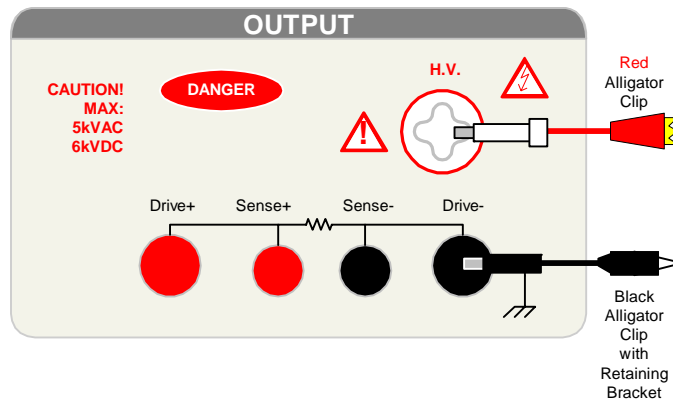 OUTPUT
H.V.
CAUTION!
MAX:
5kVAC
6kVDC
DANGER
!
Red
Alligator
Clip
Drive+ Sense+ Sense- Drive-
Black
Alligator
Clip
with
Retaining
Bracket